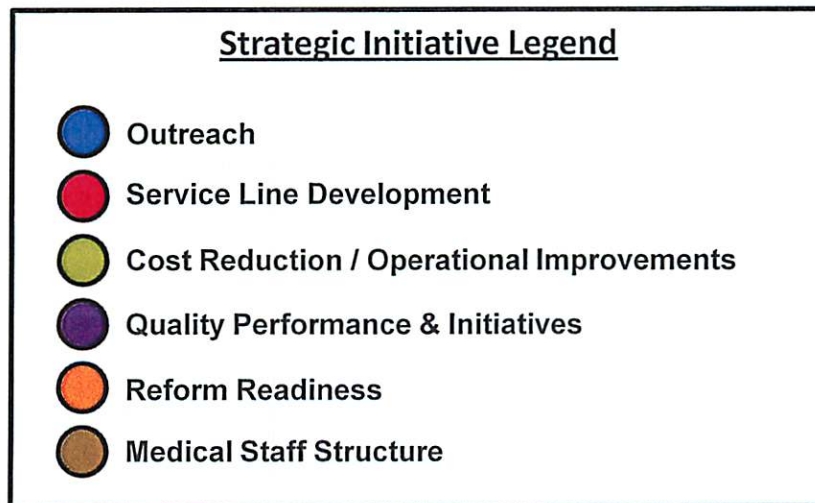 Strategic Initiative Legend
Outreach
Service Line Development
Cost Reduction / Operational Improvements
Quality Performance & Initiatives
Reform Readiness
Medical Staff Structure